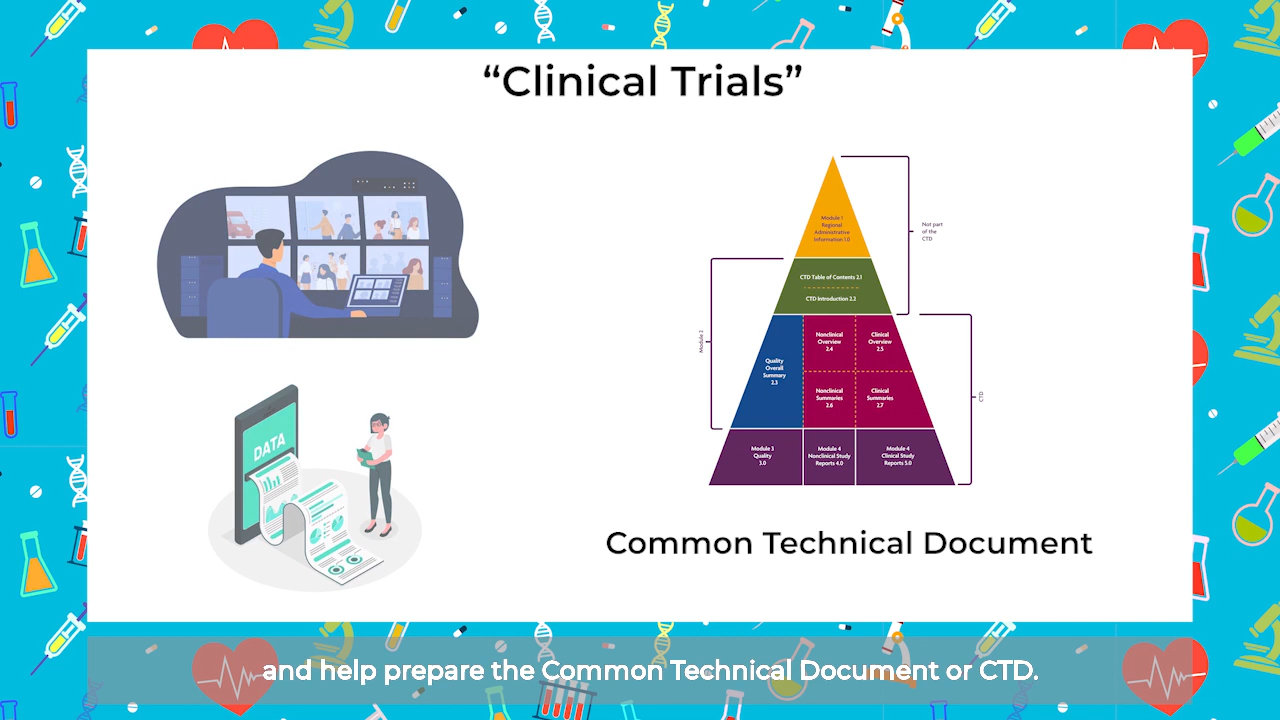 “Clinical Trials”
DATA
Module 1
Regional
Administrative
Information 1.0
Not part
of the
CTD
CTD Table of Contents 2.1
CTD Introduction 2.2
Module 2
Quality
Overall
Summary
2.3
Nonclinical
Overview
2.4
Clinical
Overview
2.5
Nonclinical
Summaries
2.6
Clinical
Summaries
2.7
CTD
Module 3
Quality
3.0
Module 4
Nonclinical Study
Reports 4.0
Module 4
Clinical Study
Reports 5.0
Common Technical Document
and help prepare the Common Technical Document or CTD.